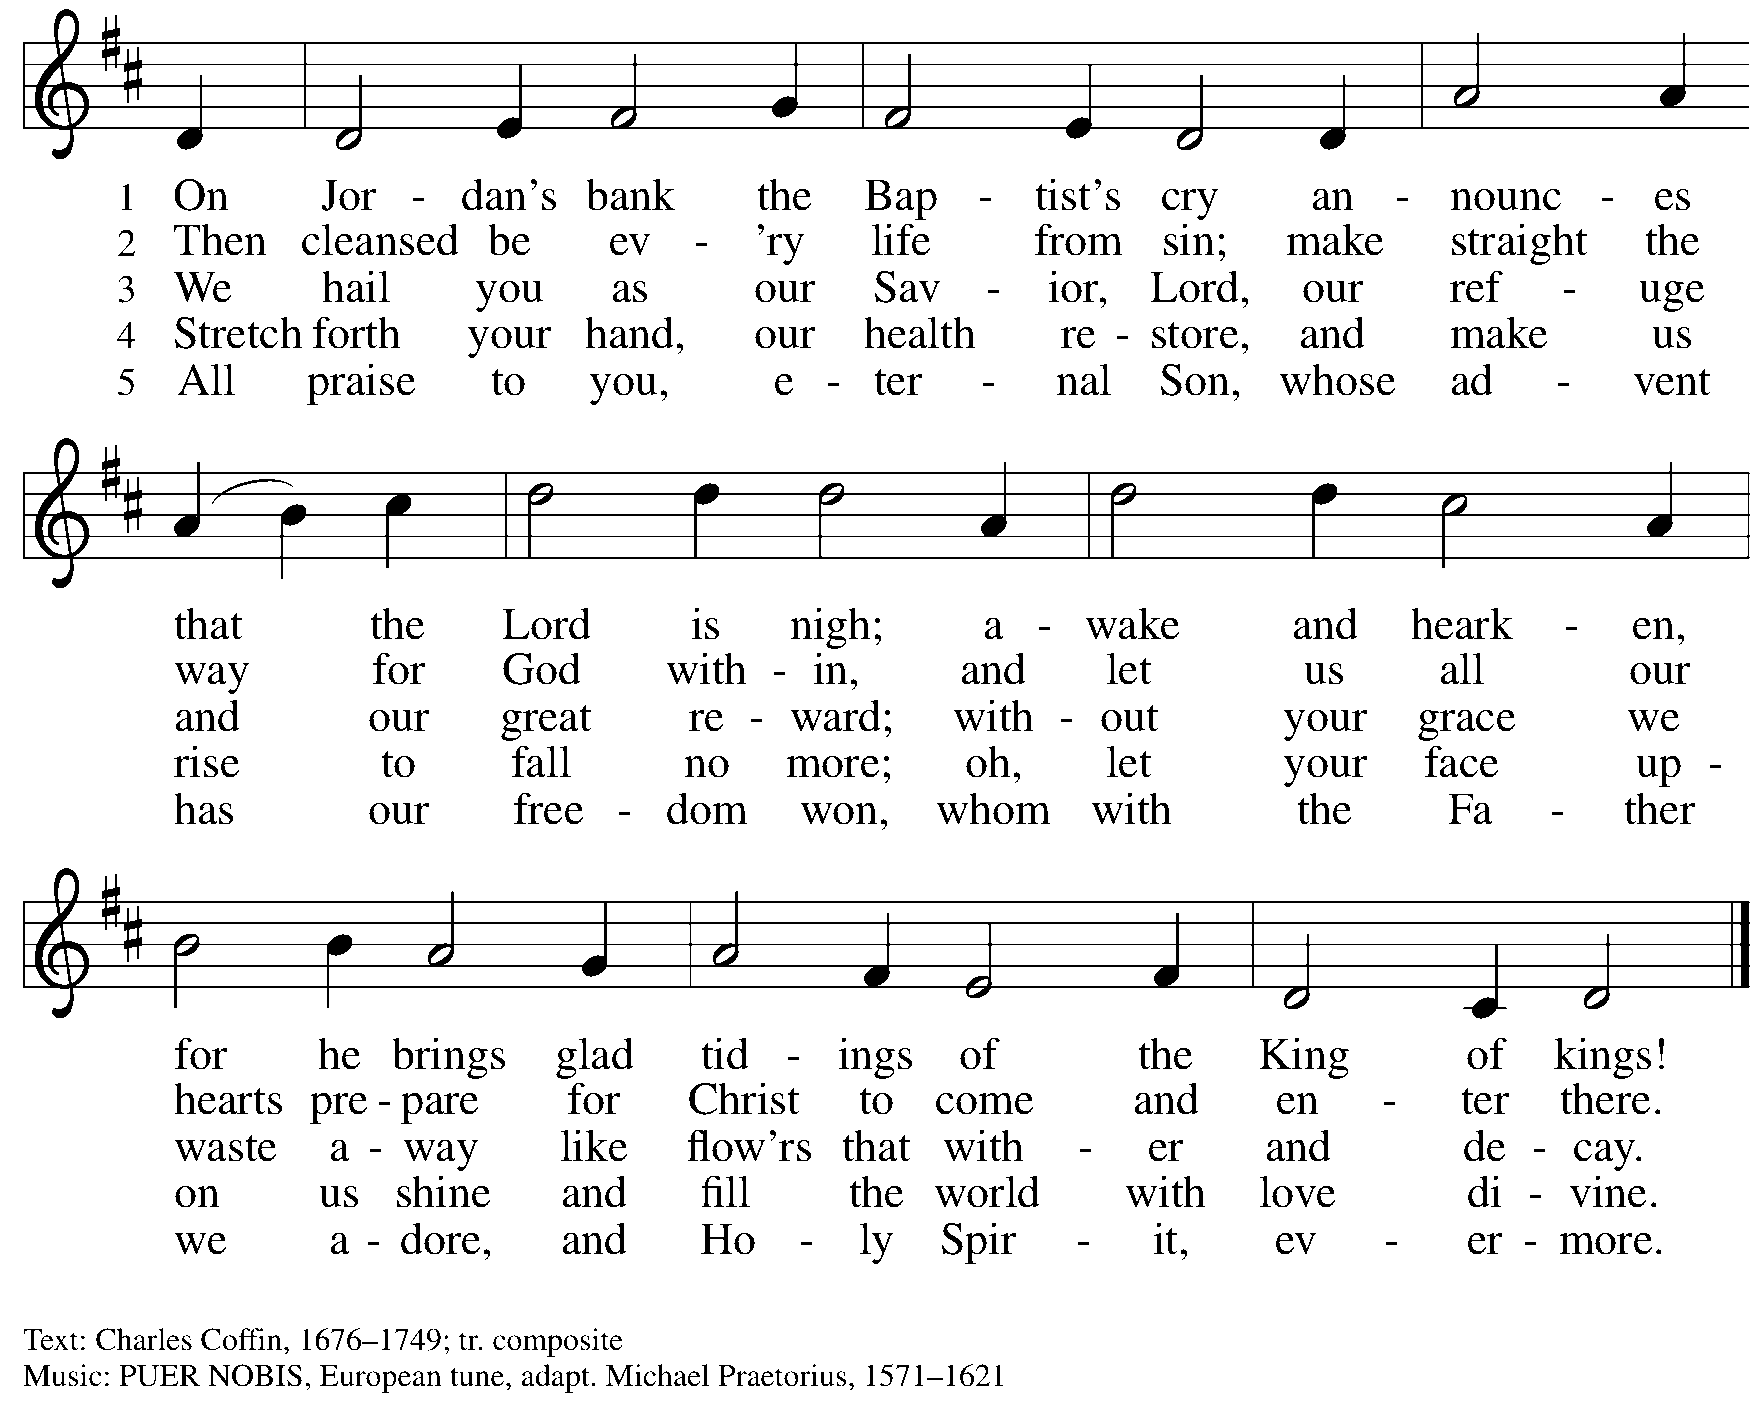 1 On Jor - dan's bank the Bap - tist's cry an - nounc - es
2 Then cleansed be ev - 'ry life from sin; make straight the
3 We hail you as our Sav - ior, Lord, our ref - uge
4 Stretch forth your hand, our health re - store, and make us
5 All praise to you, e - ter - nal Son, whose ad - vent
that the Lord is nigh; a - wake and heark - en,
way for God with - in, and let us all our
and our great re - ward; with - out your grace we
rise to fall no more; oh, let your face up -
has our free - dom won, whom with the Fa - ther
for he brings glad tid - ings of the King of kings!
hearts pre - pare for Christ to come and en - ter there.
waste a - way like flow'rs that with - er and de - cay.
on us shine and fill the world with love di - vine.
we a - dore, and Ho - ly Spir - it, ev - er - more.
Text: Charles Coffin, 1676–1749; tr. composite
Music: PUER NOBIS, European tune, adapt. Michael Praetorius, 1571–1621